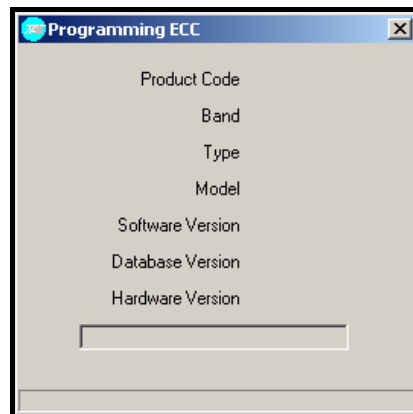 Programming ECC
Product Code
Band
Type
Model
Software Version
Database Version
Hardware Version